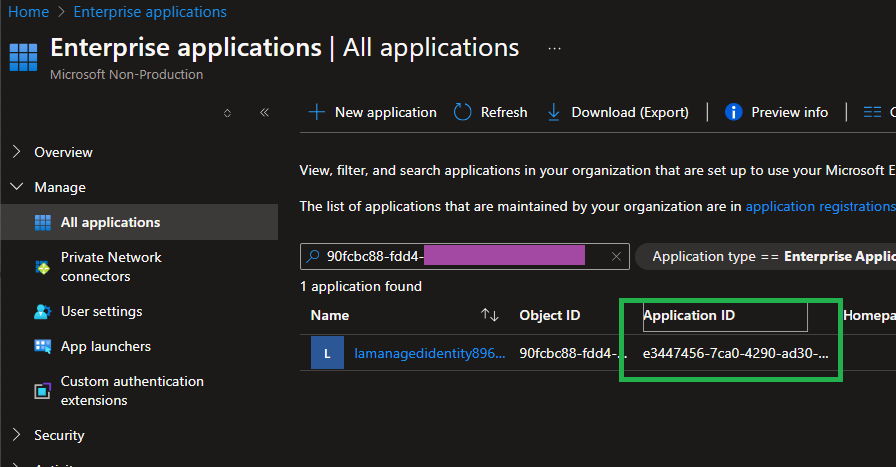 Home > Enterprise applications
Enterprise applications | All applications ...
Microsoft Non-Production
New application Refresh Download (Export) Preview info
Overview
Manage
All applications
Private Network
connectors
User settings
App launchers
Custom authentication
extensions
Security
View, filter, and search applications in your organization that are set up to use your Microsoft E
The list of applications that are maintained by your organization are in application registrations
90fcbc88-fdd4-
Application type == Enterprise Applic
1 application found
Name Object ID Application ID Homepa
L lamanagedidentity896... 90fcbc88-fdd4-... e3447456-7ca0-4290-ad30-...